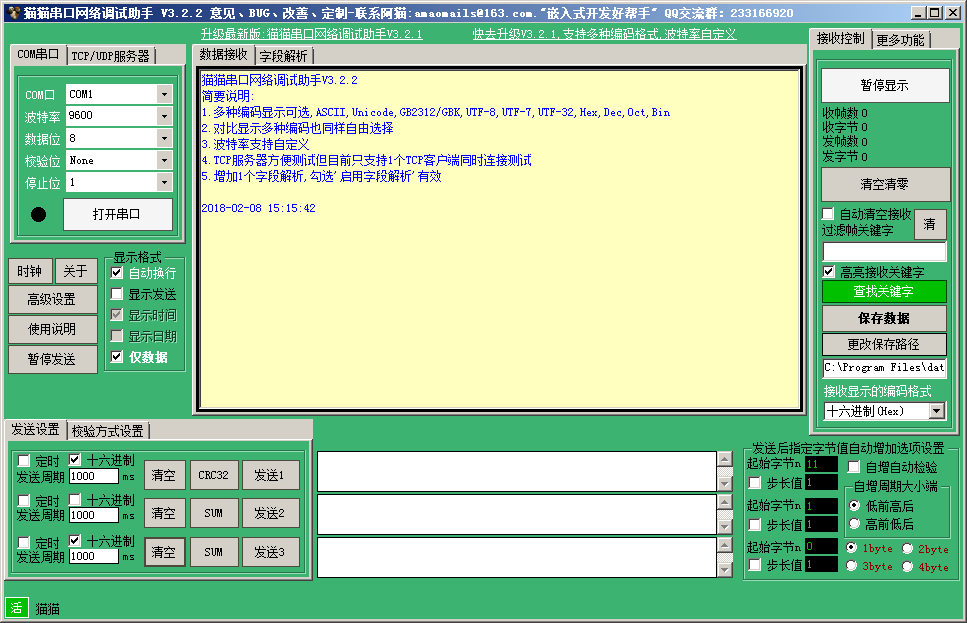 猫猫串口网络调试助手 V3.2.2 意见、BUG、改善、定制-联系阿猫:amaomails@163.com."嵌入式开发好帮手" QQ交流群: 233166920
升级最新版:猫猫串口网络调试助手V3.2.1
快去升级V3.2.1,支持多种编码格式,波特率自定义
COM串口
TCP/UDP服务器
COM口
COM1
波特率
9600
数据位
8
校验位
None
停止位
1
打开串口
时钟
关于
高级设置
使用说明
暂停发送
显示格式
自动换行
显示发送
显示时间
显示日期
仅数据
数据接收
字段解析
猫猫串口网络调试助手V3.2.2
简要说明:
1.多种编码显示可选,ASCII,Unicode,GB2312/GBK,UTF-8,UTF-7,UTF-32,Hex,Dec,Oct,Bin
2.对比显示多种编码也同样自由选择
3.波特率支持自定义
4.TCP服务器方便测试但目前只支持1个TCP客户端同时连接测试
5.增加1个字段解析,勾选'启用字段解析'有效
2018-02-08 15:15:42
接收控制
更多功能
暂停显示
收帧数 0
收字节 0
发帧数 0
发字节 0
清空清零
自动清空接收
过滤帧关键字
清
高亮接收关键字
查找关键字
保存数据
更改保存路径
C:\Program Files\dat
接收显示的编码格式
十六进制(Hex)
发送设置
校验方式设置
定时
十六进制
发送周期
1000
ms
清空
CRC32
发送1
定时
十六进制
发送周期
1000
ms
清空
SUM
发送2
定时
十六进制
发送周期
1000
ms
清空
SUM
发送3
发送后指定字节值自动增加选项设置
起始字节n
11
自增自动检验
步长值
1
自增周期大小端
起始字节n
1
低前高后
步长值
1
高前低后
起始字节n
0
1byte
2byte
步长值
1
3byte
4byte
活
猫猫